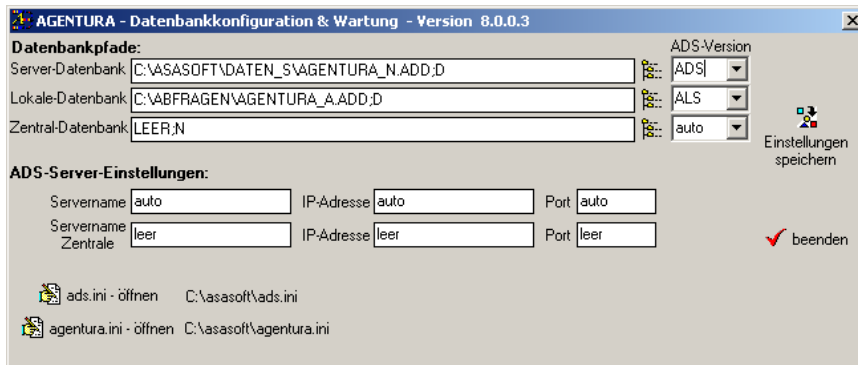 AGENTURA - Datenbankkonfiguration & Wartung - Version 8.0.0.3
Datenbankpfade: ADS-Version
Server-Datenbank C:\ASASOFT\DATEN_S\AGENTURA_N.ADD;D ADS
Lokale-Datenbank C:\ABFRAGEN\AGENTURA_A.ADD;D ALS
Zentral-Datenbank LEER;N auto
Einstellungen
speichern
ADS-Server-Einstellungen:
Servername auto IP-Adresse auto Port auto
Servername
Zentrale leer IP-Adresse leer Port leer
beenden
ads.ini - öffnen C:\asasoft\ads.ini
agentura.ini - öffnen C:\asasoft\agentura.ini